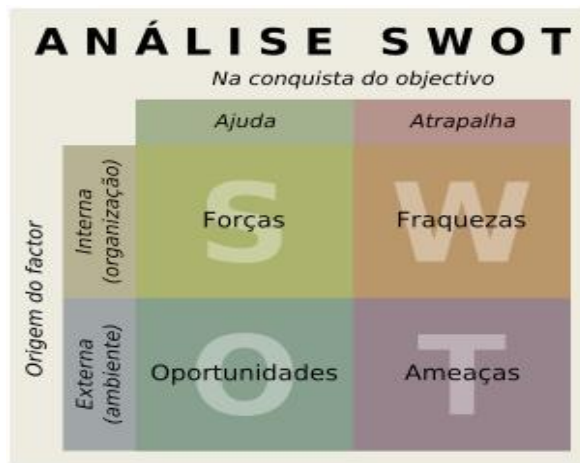 ANÁLISE SWOT
Na conquista do objectivo
Ajuda
Atrapalha
Origem do factor
Interna
(organização)
S
Forças
W
Fraquezas
Externa
(ambiente)
O
Oportunidades
T
Ameaças